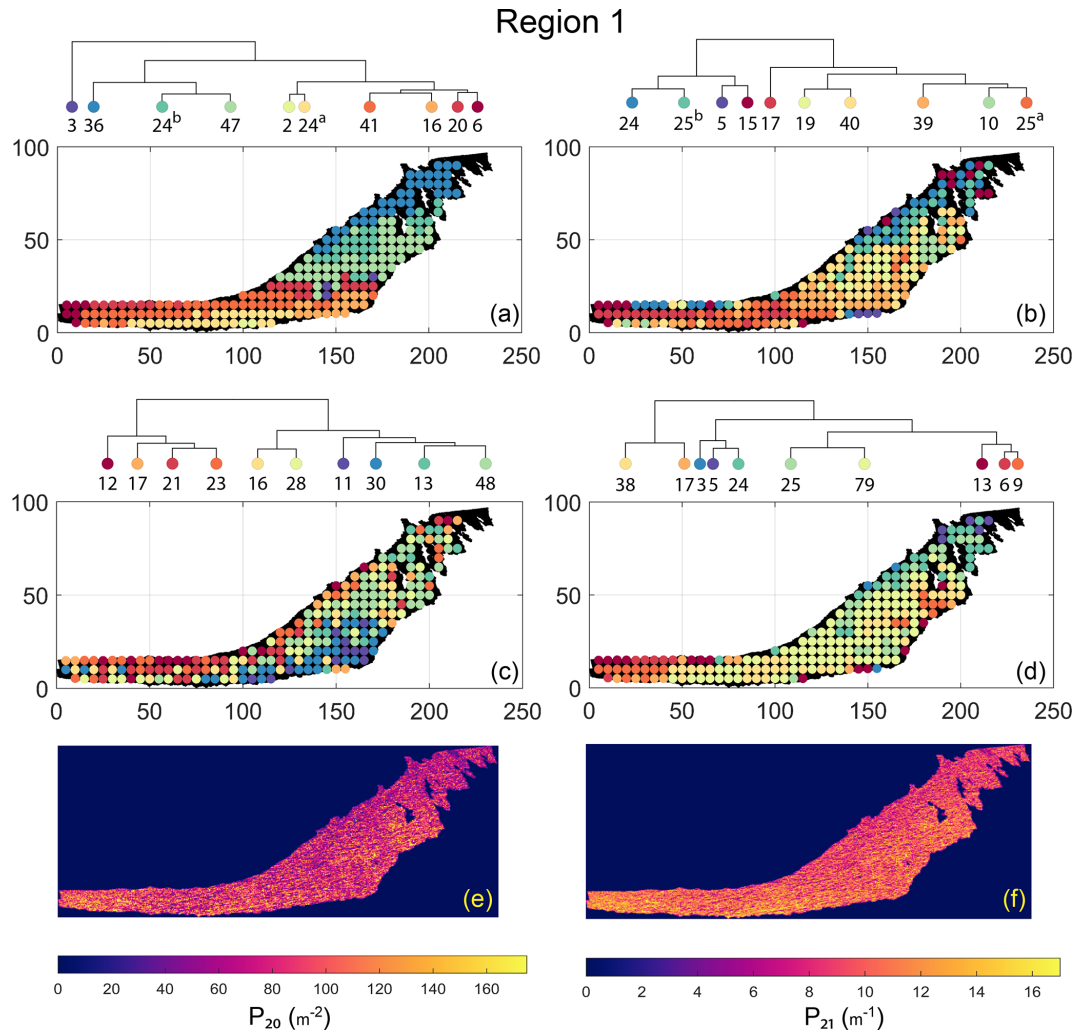 Region 1
3 36 24b 47 2 24a 41 16 20 6
24 25b 5 15 17 19 40 39 10 25a
100
50
0
(a)
0 50 100 150 200 250
100
50
0
(b)
0 50 100 150 200 250
12 17 21 23 16 28 11 30 13 48
38 17 3 5 24 25 79 13 6 9
100
50
0
(c)
0 50 100 150 200 250
100
50
0
(d)
0 50 100 150 200 250
(e)
(f)
0 20 40 60 80 100 120 140 160
P20 (m-2)
0 2 4 6 8 10 12 14 16
P21 (m-1)